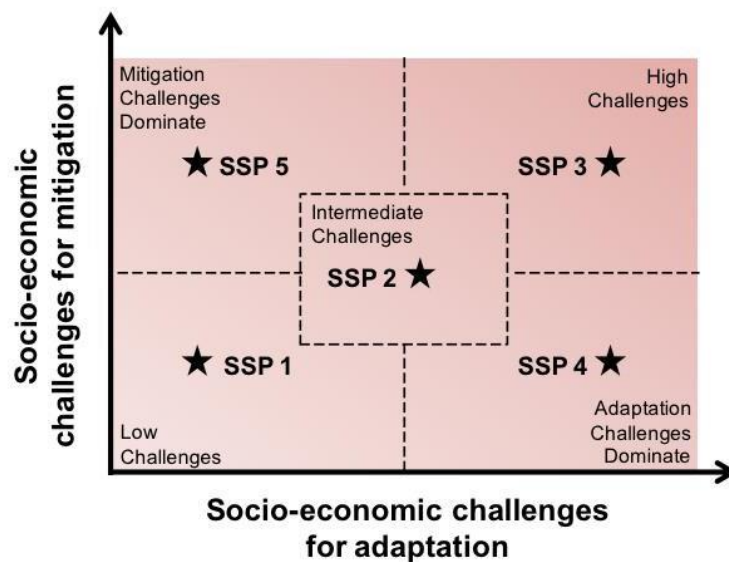 Socio-economic
challenges for mitigation
Mitigation
Challenges
Dominate
High
Challenges
SSP 5
SSP 3
Intermediate
Challenges
SSP 2
SSP 1
SSP 4
Low
Challenges
Adaptation
Challenges
Dominate
Socio-economic challenges
for adaptation